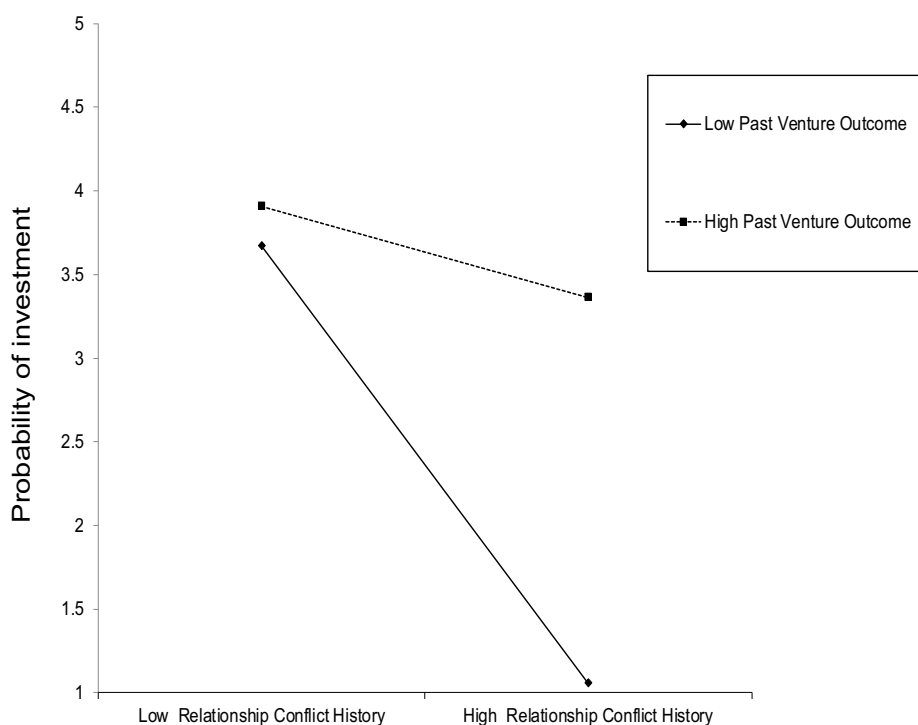 5
4.5
4
3.5
3
2.5
2
1.5
1
Probability of investment
Low Past Venture Outcome
High Past Venture Outcome
Low Relationship Conflict History
High Relationship Conflict History